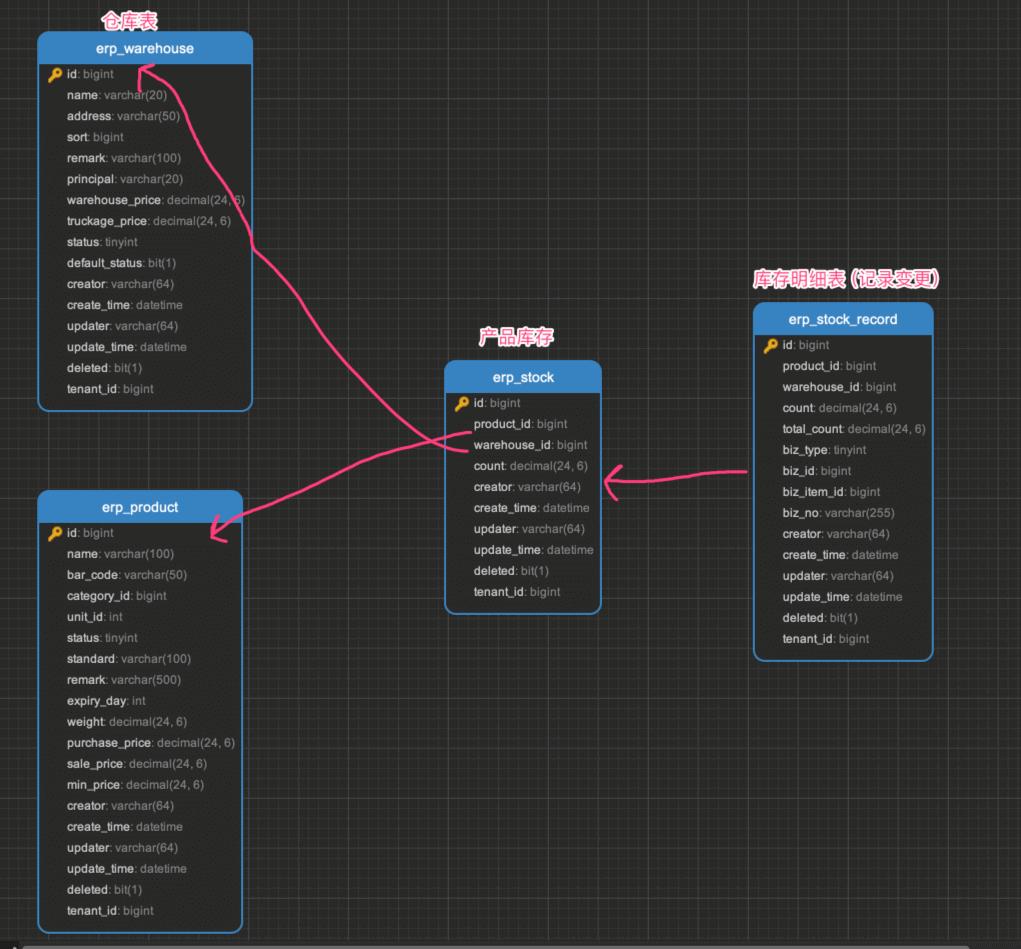 仓库表
erp_warehouse
id: bigint
name: varchar(20)
address: varchar(50)
sort: bigint
remark: varchar(100)
principal: varchar(20)
warehouse_price: decimal(24, 6)
truckage_price: decimal(24, 6)
status: tinyint
default_status: bit(1)
creator: varchar(64)
create_time: datetime
updater: varchar(64)
update_time: datetime
deleted: bit(1)
tenant_id: bigint
erp_product
id: bigint
name: varchar(100)
bar_code: varchar(50)
category_id: bigint
unit_id: int
status: tinyint
standard: varchar(100)
remark: varchar(500)
expiry_day: int
weight: decimal(24, 6)
purchase_price: decimal(24, 6)
sale_price: decimal(24, 6)
min_price: decimal(24, 6)
creator: varchar(64)
create_time: datetime
updater: varchar(64)
update_time: datetime
deleted: bit(1)
tenant_id: bigint
产品库存
erp_stock
id: bigint
product_id: bigint
warehouse_id: bigint
count: decimal(24, 6)
creator: varchar(64)
create_time: datetime
updater: varchar(64)
update_time: datetime
deleted: bit(1)
tenant_id: bigint
库存明细表（记录变更）
erp_stock_record
id: bigint
product_id: bigint
warehouse_id: bigint
count: decimal(24, 6)
total_count: decimal(24, 6)
biz_type: tinyint
biz_id: bigint
biz_item_id: bigint
biz_no: varchar(255)
creator: varchar(64)
create_time: datetime
updater: varchar(64)
update_time: datetime
deleted: bit(1)
tenant_id: bigint